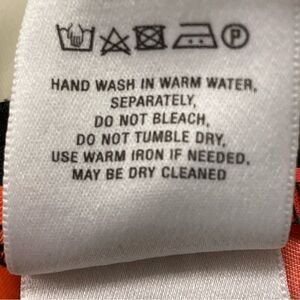 P
HAND WASH IN WARM WATER,
SEPARATELY,
DO NOT BLEACH,
DO NOT TUMBLE DRY,
USE WARM IRON IF NEEDED,
MAY BE DRY CLEANED